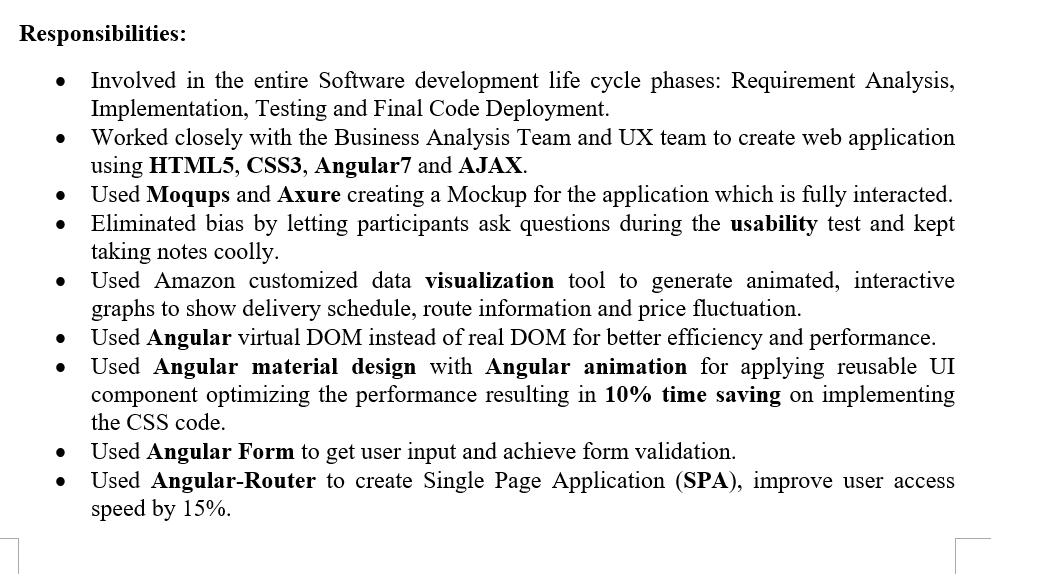 Responsibilities:
• Involved in the entire Software development life cycle phases: Requirement Analysis,
Implementation, Testing and Final Code Deployment.
• Worked closely with the Business Analysis Team and UX team to create web application
using HTML5, CSS3, Angular7 and AJAX.
• Used Moqups and Axure creating a Mockup for the application which is fully interacted.
• Eliminated bias by letting participants ask questions during the usability test and kept
taking notes coolly.
• Used Amazon customized data visualization tool to generate animated, interactive
graphs to show delivery schedule, route information and price fluctuation.
• Used Angular virtual DOM instead of real DOM for better efficiency and performance.
• Used Angular material design with Angular animation for applying reusable UI
component optimizing the performance resulting in 10% time saving on implementing
the CSS code.
• Used Angular Form to get user input and achieve form validation.
• Used Angular-Router to create Single Page Application (SPA), improve user access
speed by 15%.